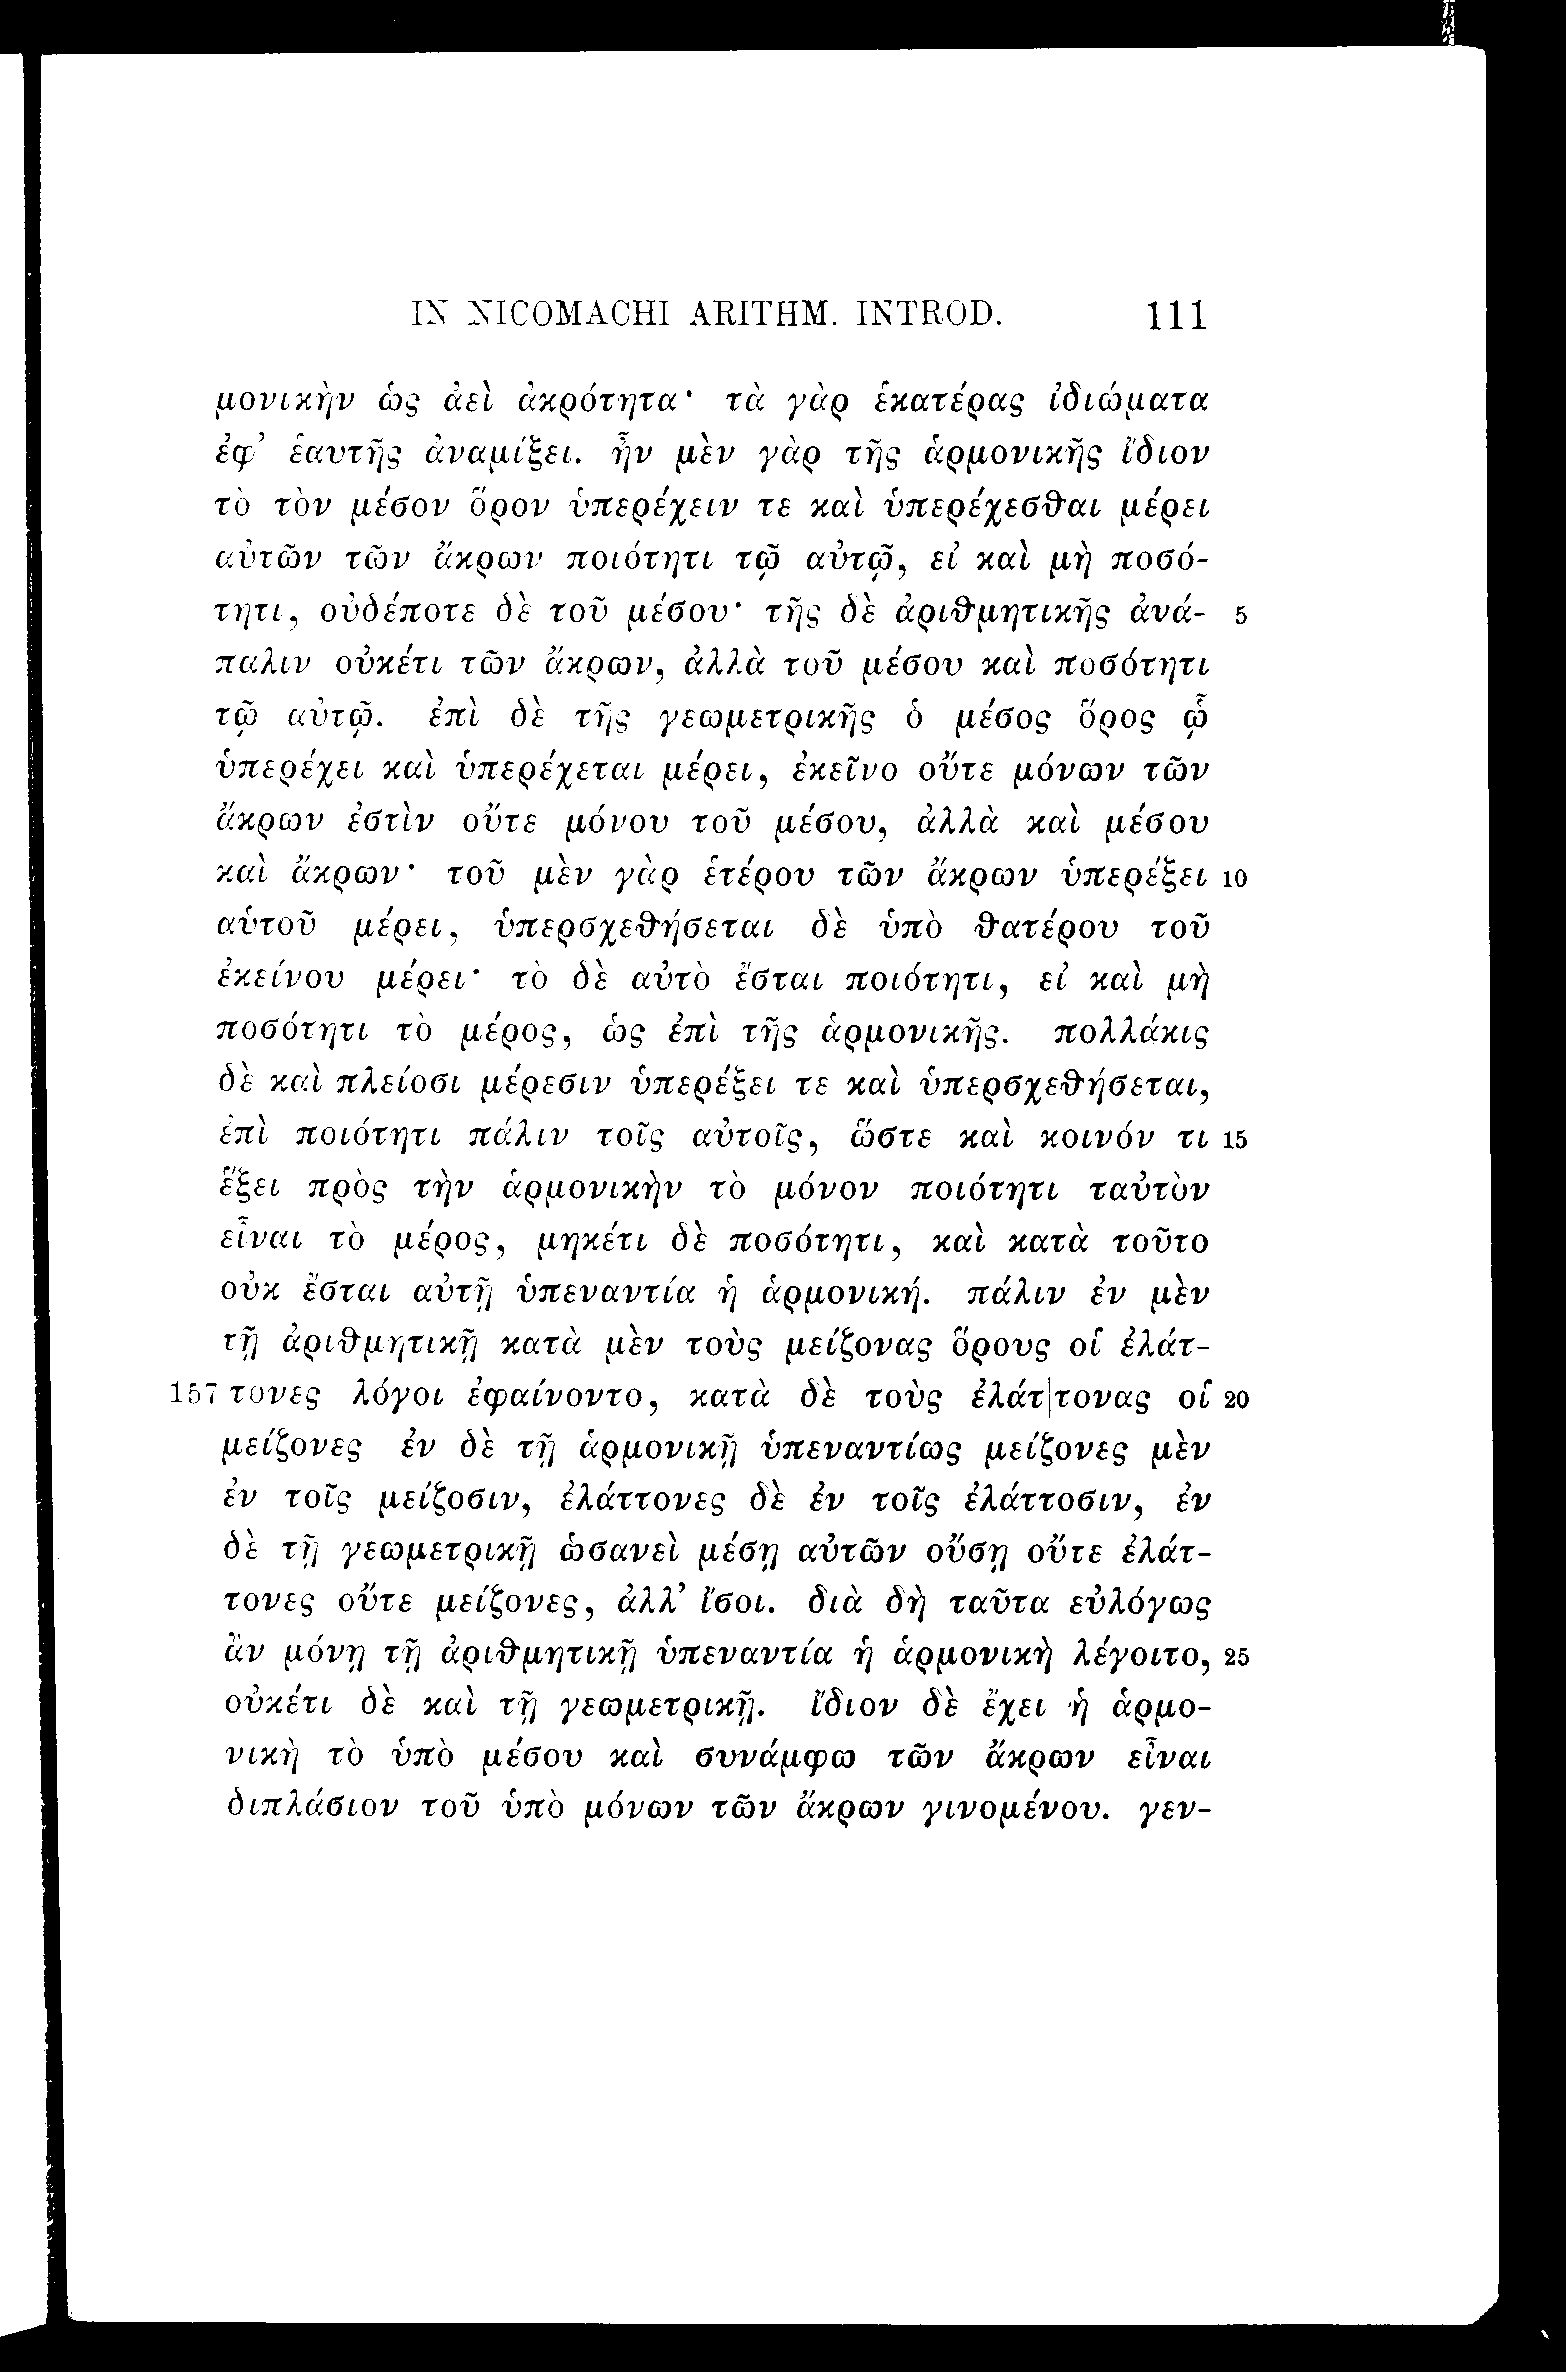 IN NICOMACHI ARITHM. INTROD. 111
μονικὴν ὡς ἀεὶ ἀκρότητα· τὰ γὰρ ἑκατέρας ἰδιώματα
ἐφ’ ἑαυτῆς ἀναμίξει. ἦν μὲν γὰρ τῆς ἁρμονικῆς ἴδιον
τὸ τὸν μέσον ὅρον ὑπερέχειν τε καὶ ὑπερέχεσθαι μέρει
αὐτῶν τῶν ἄκρων ποιότητι τῷ αὐτῷ, εἰ καὶ μὴ ποσό-
τητι, οὐδέποτε δὲ τοῦ μέσου· τῆς δὲ ἀριθμητικῆς ἀνά- 5
παλιν οὐκέτι τῶν ἄκρων, ἀλλὰ τοῦ μέσου καὶ ποσότητι
τῷ αὐτῷ. ἐπὶ δὲ τῆς γεωμετρικῆς ὁ μέσος ὅρος ᾧ
ὑπερέχει καὶ ὑπερέχεται μέρει, ἐκεῖνο οὔτε μόνων τῶν
ἄκρων ἐστὶν οὔτε μόνου τοῦ μέσου, ἀλλὰ καὶ μέσου
καὶ ἄκρων· τοῦ μὲν γὰρ ἑτέρου τῶν ἄκρων ὑπερέξει 10
αὑτοῦ μέρει, ὑπερσχεθήσεται δὲ ὑπὸ θατέρου τοῦ
ἐκείνου μέρει· τὸ δὲ αὐτὸ ἔσται ποιότητι, εἰ καὶ μὴ
ποσότητι τὸ μέρος, ὡς ἐπὶ τῆς ἁρμονικῆς. πολλάκις
δὲ καὶ πλείοσι μέρεσιν ὑπερέξει τε καὶ ὑπερσχεθήσεται,
ἐπὶ ποιότητι πάλιν τοῖς αὐτοῖς, ὥστε καὶ κοινόν τι 15
ἕξει πρὸς τὴν ἁρμονικὴν τὸ μόνον ποιότητι ταὐτὸν
εἶναι τὸ μέρος, μηκέτι δὲ ποσότητι, καὶ κατὰ τοῦτο
οὐκ ἔσται αὐτῇ ὑπεναντία ἡ ἁρμονική. πάλιν ἐν μὲν
τῇ ἀριθμητικῇ κατὰ μὲν τοὺς μείζονας ὅρους οἱ ἐλάτ-
157 τονες λόγοι ἐφαίνοντο, κατὰ δὲ τοὺς ἐλάτ|τονας οἱ 20
μείζονες ἐν δὲ τῇ ἁρμονικῇ ὑπεναντίως μείζονες μὲν
ἐν τοῖς μείζοσιν, ἐλάττονες δὲ ἐν τοῖς ἐλάττοσιν, ἐν
δὲ τῇ γεωμετρικῇ ὡσανεὶ μέσῃ αὐτῶν οὔσῃ οὔτε ἐλάτ-
τονες οὔτε μείζονες, ἀλλ’ ἴσοι. διὰ δὴ ταῦτα εὐλόγως
ἂν μόνῃ τῇ ἀριθμητικῇ ὑπεναντία ἡ ἁρμονικὴ λέγοιτο, 25
οὐκέτι δὲ καὶ τῇ γεωμετρικῇ. ἴδιον δὲ ἔχει ἡ ἁρμο-
νικὴ τὸ ὑπὸ μέσου καὶ συνάμφω τῶν ἄκρων εἶναι
διπλάσιον τοῦ ὑπὸ μόνων τῶν ἄκρων γινομένου. γεν-